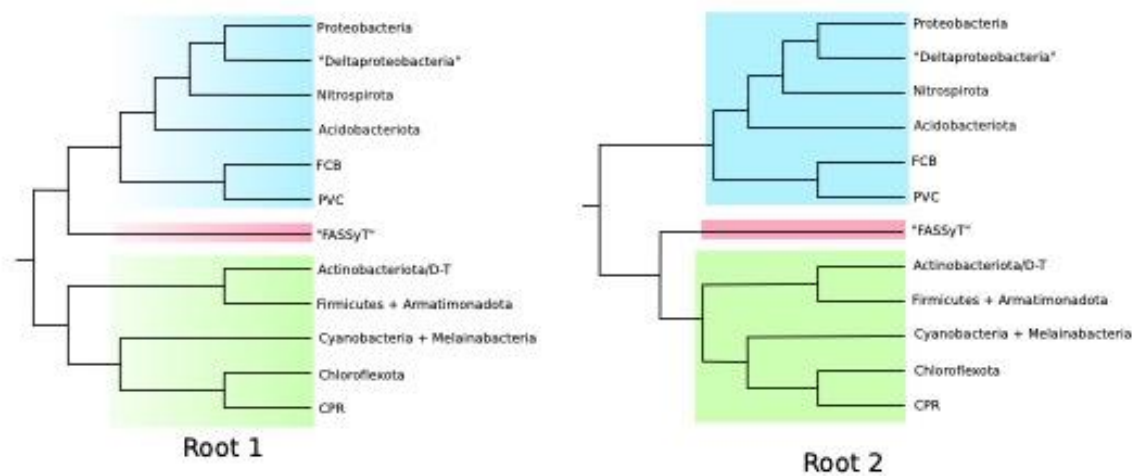 Proteobacteria
"Deltaproteobacteria"
Nitrospirota
Acidobacteriota
FCB
PVC
"FASSyT"
Actinobacteriota/D-T
Firmicutes + Armatimonadota
Cyanobacteria + Melainabacteria
Chloroflexota
CPR
Root 1
Proteobacteria
"Deltaproteobacteria"
Nitrospirota
Acidobacteriota
FCB
PVC
"FASSyT"
Actinobacteriota/D-T
Firmicutes + Armatimonadota
Cyanobacteria + Melainabacteria
Chloroflexota
CPR
Root 2